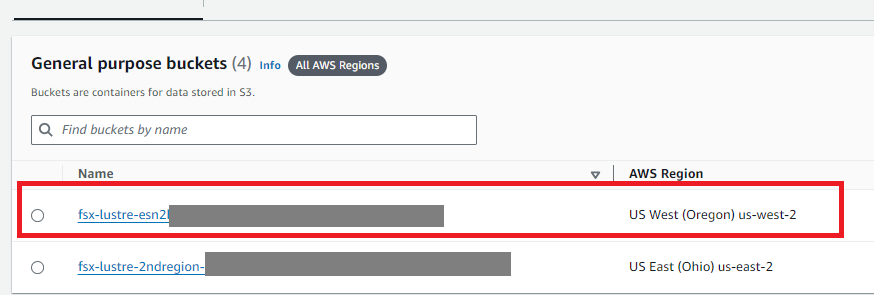 General purpose buckets (4) Info All AWS Regions
Buckets are containers for data stored in S3.
Find buckets by name
Name AWS Region
fsx-lustre-esn2 US West (Oregon) us-west-2
fsx-lustre-2ndregion- US East (Ohio) us-east-2